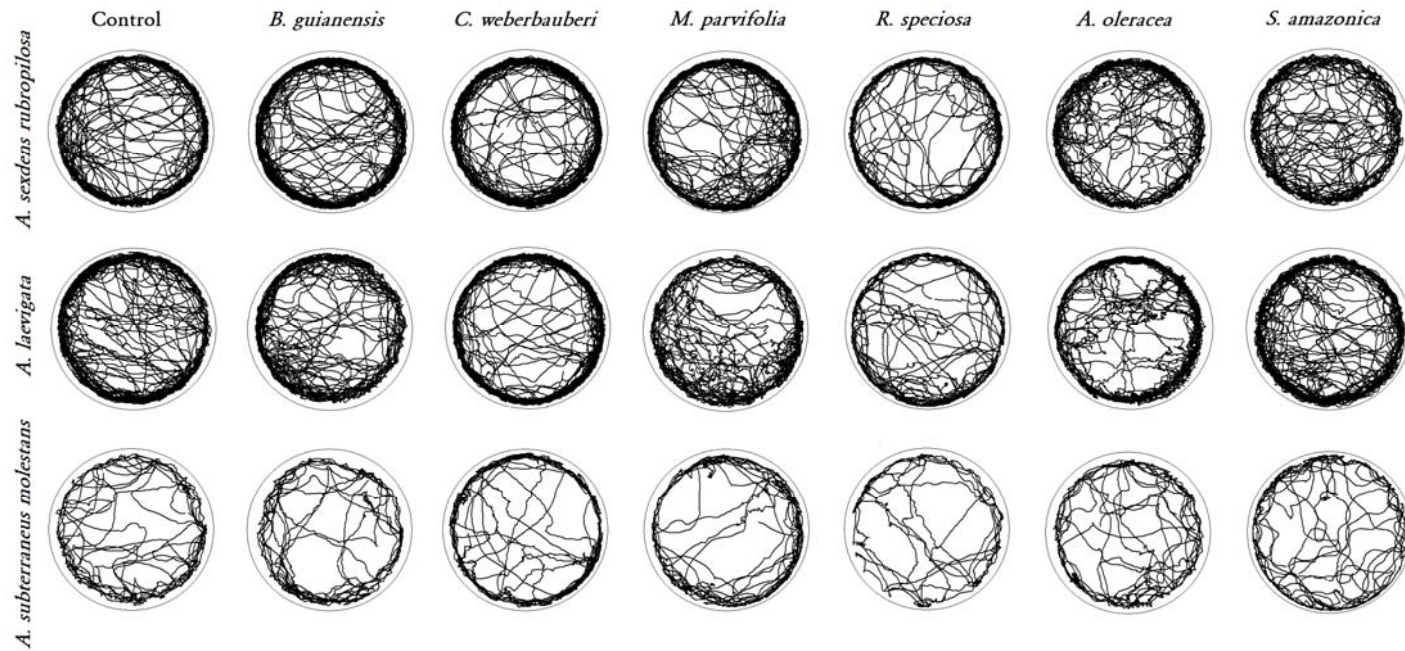 Control B. guianensis C. weberbauberi M. parvifolia R. speciosa A. oleracea S. amazonica
A. sexdens rubropilosa
A. laevigata
A. subterraneus molestans